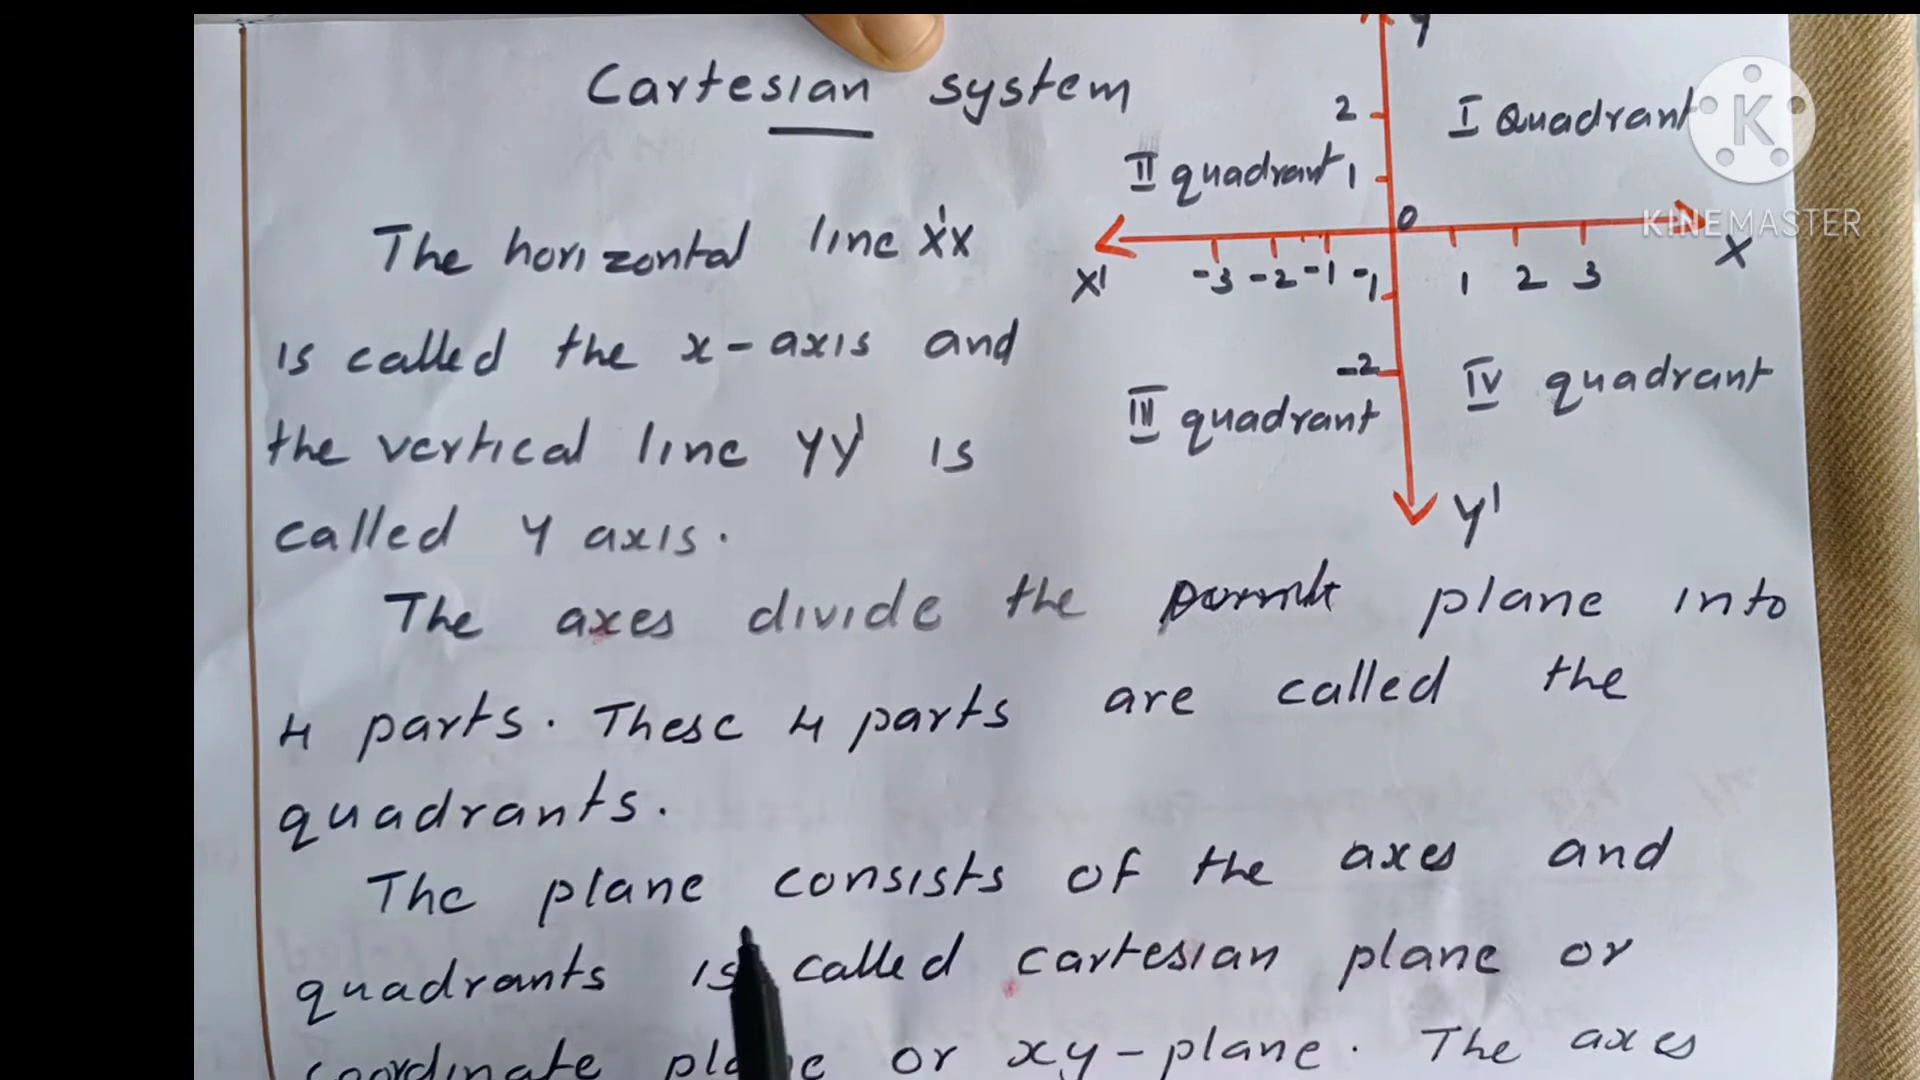 Cartesian system
The horizontal line X'X
is called the x-axis and
the vertical line YY' is
called Y axis.
The axes divide the plane into
4 parts. These 4 parts are called the
quadrants.
The plane consists of the axes and
quadrants is called cartesian plane or
coordinate plane or xy-plane. The axes
Y
2
I Quadrant
II quadrant 1
0
X' -3 -2 -1 -1 1 2 3 X
-2
III quadrant
IV quadrant
Y'
K
KINEMASTER